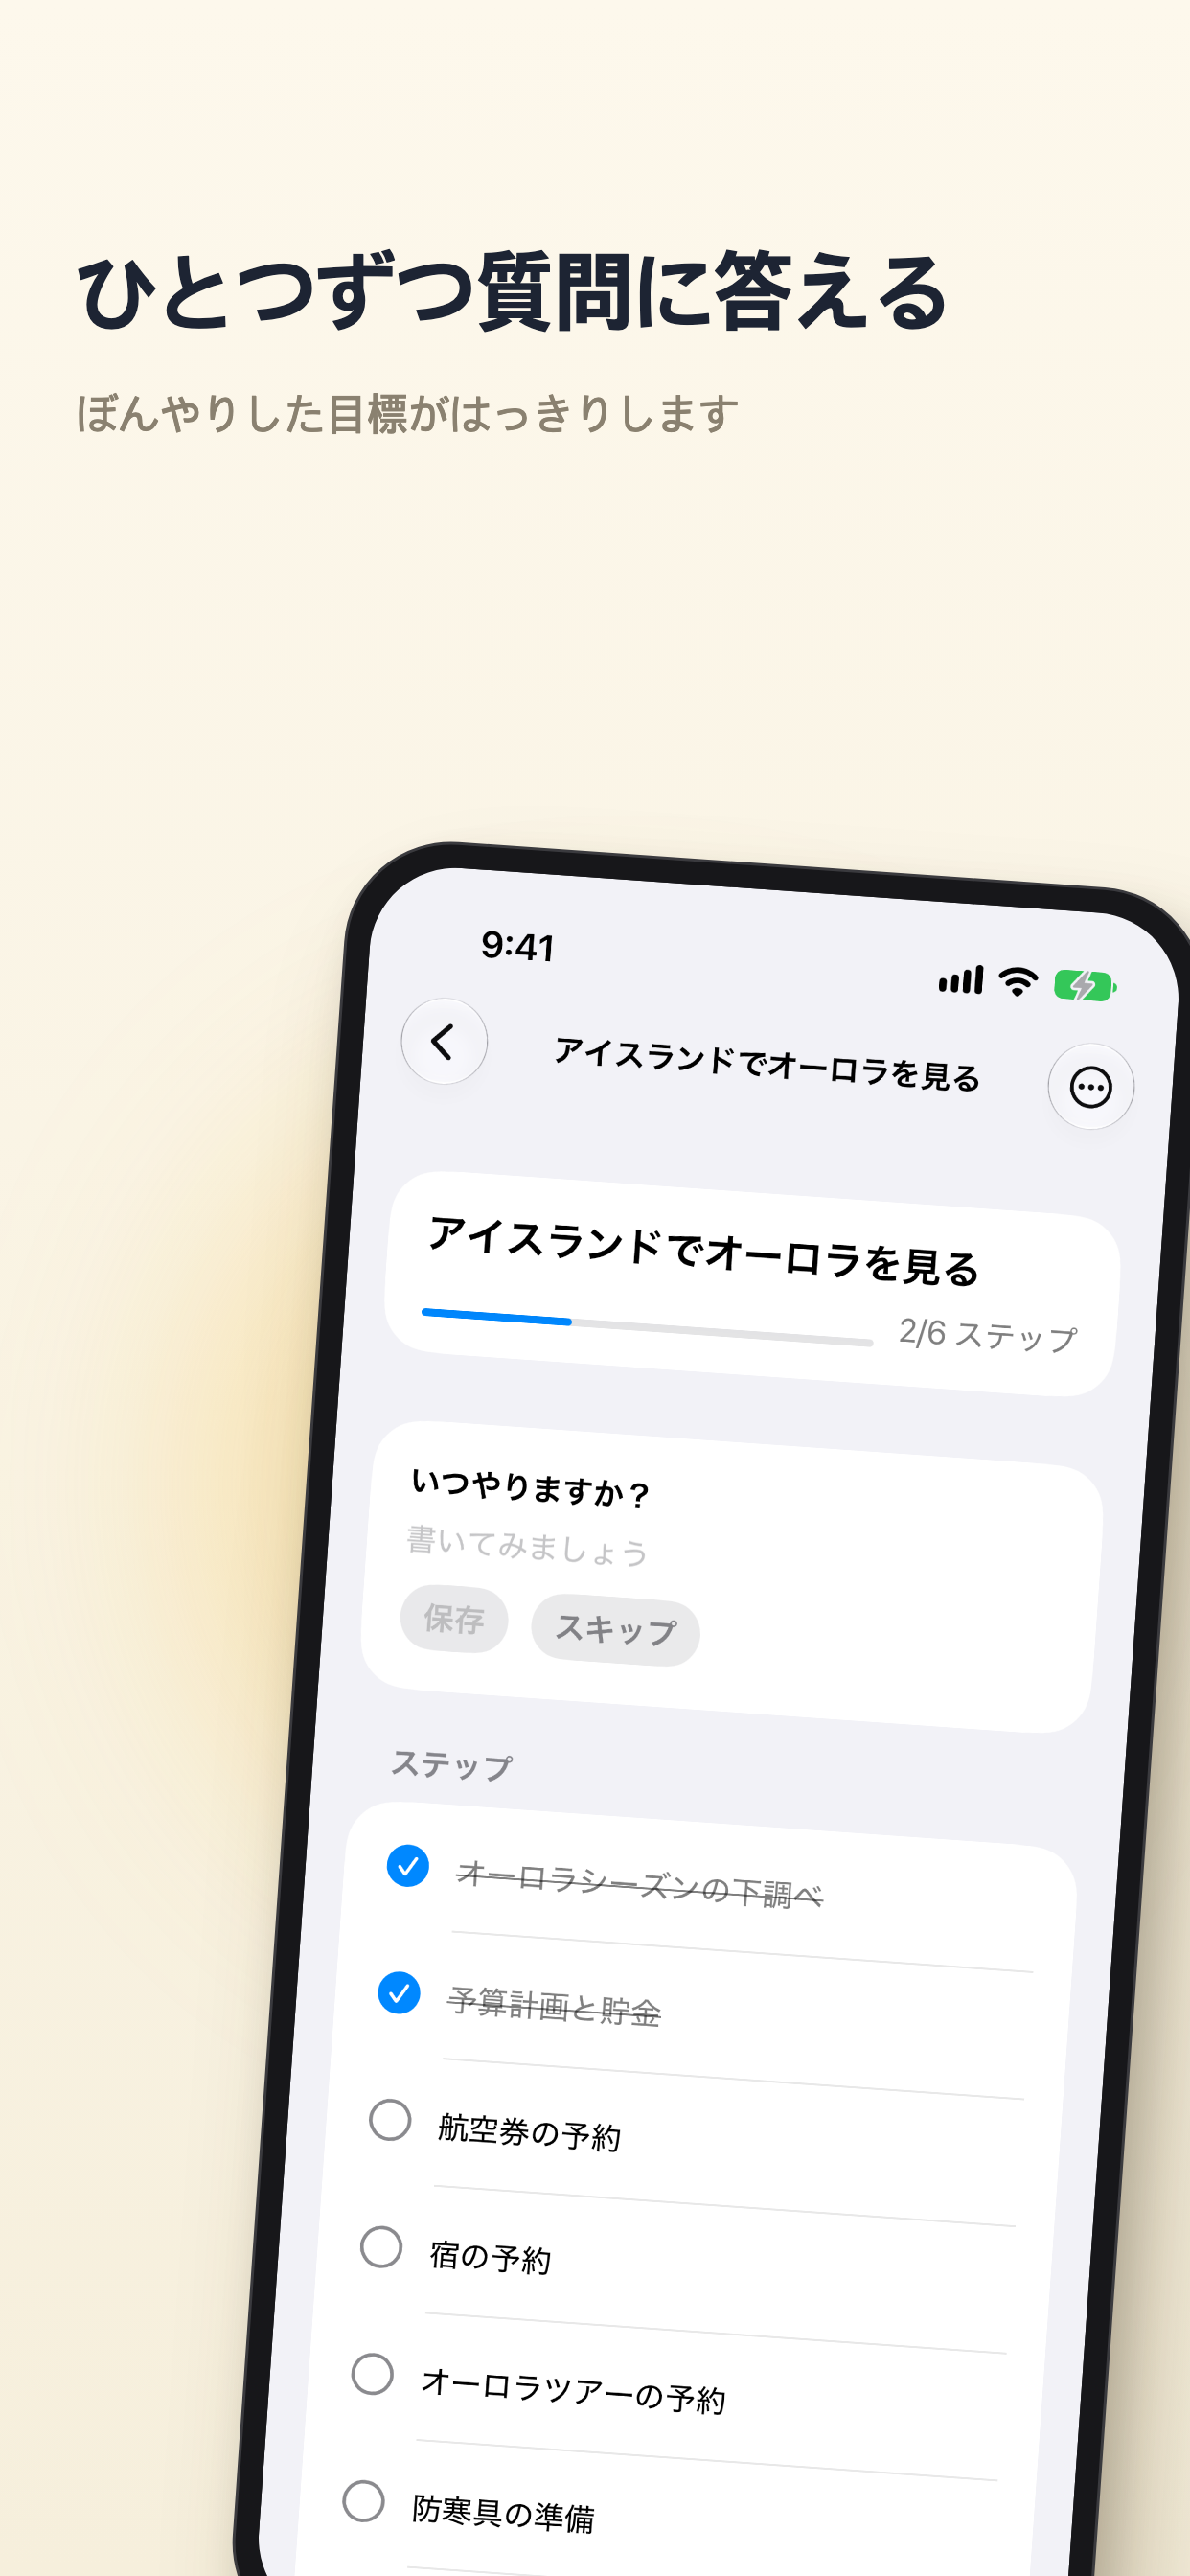 ひとつずつ質問に答える
ぼんやりした目標がはっきりします
9:41
アイスランドでオーロラを見る
アイスランドでオーロラを見る
2/6 ステップ
いつやりますか？
書いてみましょう
保存 スキップ
ステップ
オーロラシーズンの下調べ
予算計画と貯金
航空券の予約
宿の予約
オーロラツアーの予約
防寒具の準備